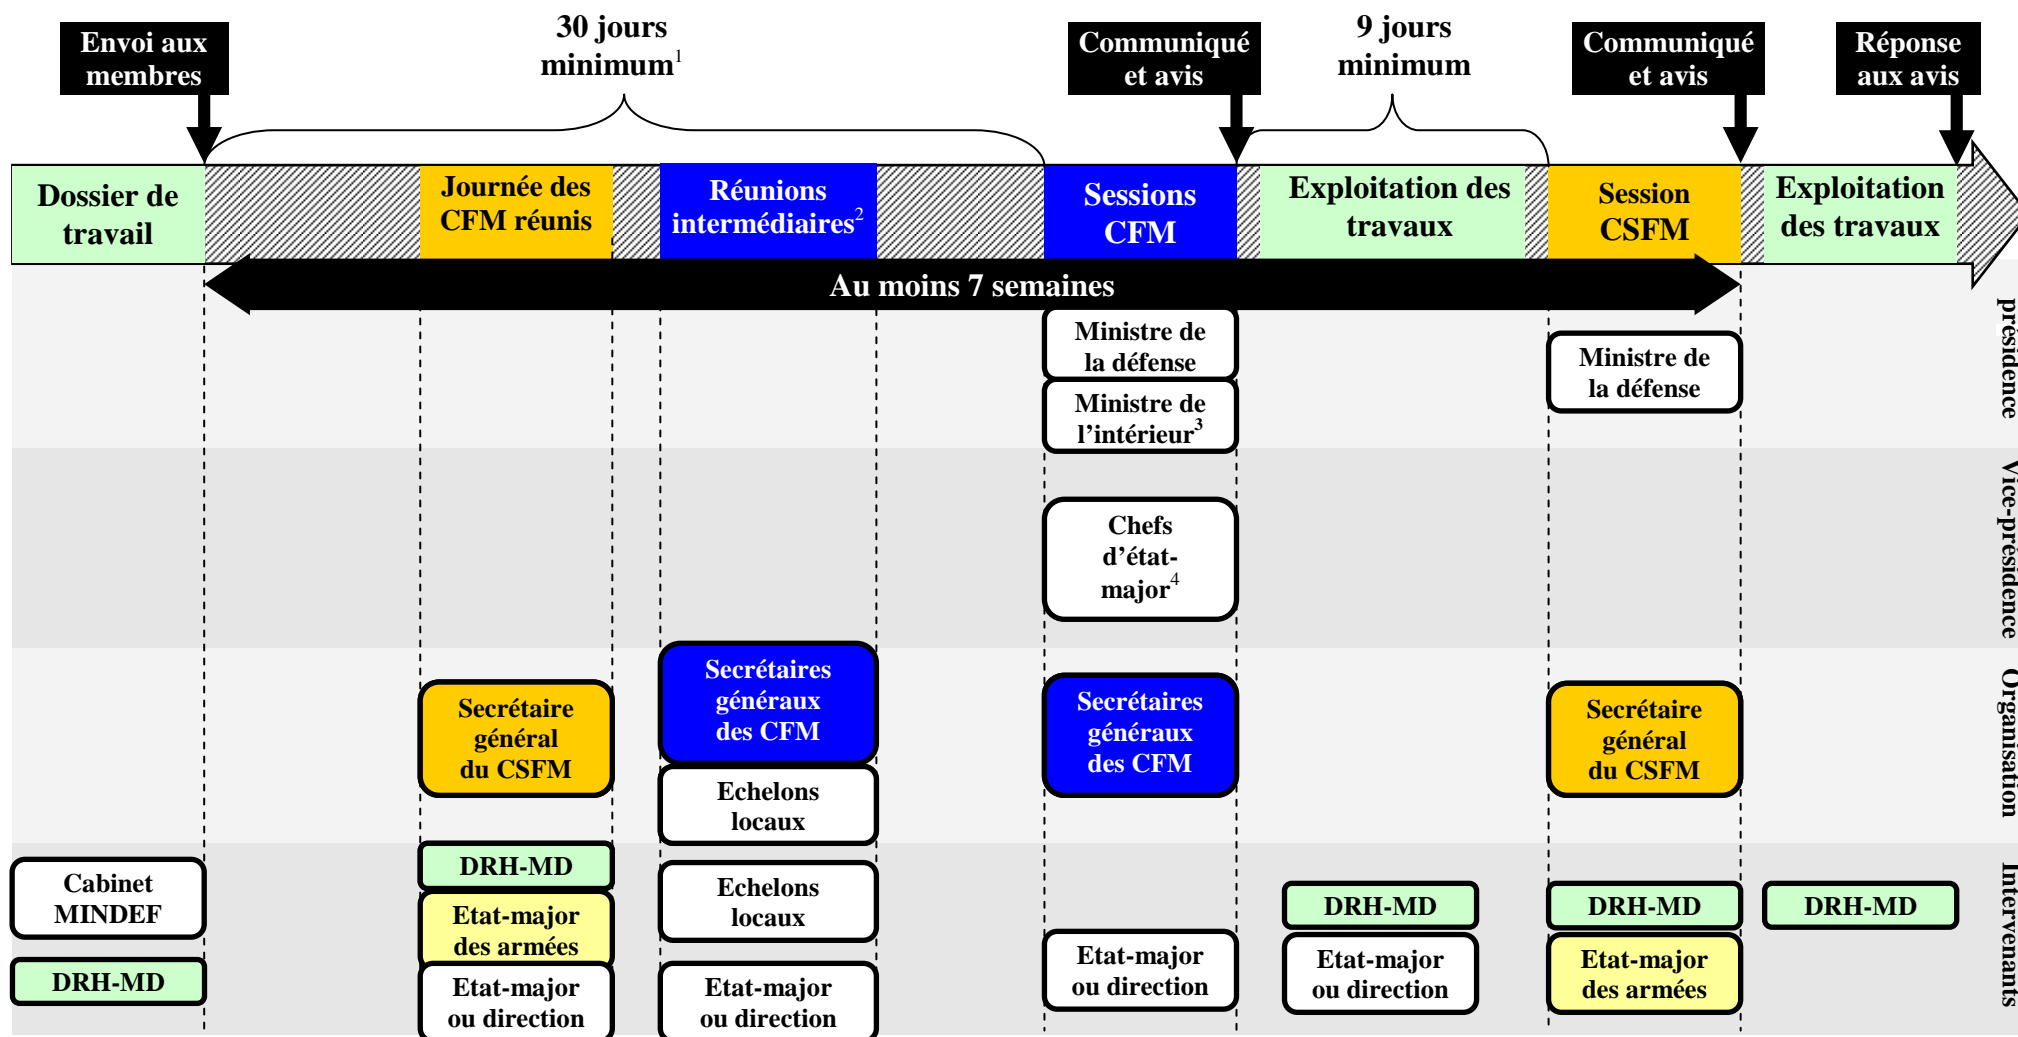 Envoi aux
membres
30 jours
minimum1
Communiqué
et avis
9 jours
minimum
Communiqué
et avis
Réponse
aux avis
Dossier de
travail
Journée des
CFM réunis
Réunions
intermédiaires2
Sessions
CFM
Exploitation des
travaux
Session
CSFM
Exploitation
des travaux
Au moins 7 semaines
Ministre de
la défense
Ministre de
l’intérieur3
Ministre de
la défense
présidence
Chefs
d’état-
major4
Vice-présidence
Secrétaire
général
du CSFM
Secrétaires
généraux
des CFM
Echelons
locaux
Secrétaires
généraux
des CFM
Secrétaire
général
du CSFM
Organisation
Cabinet
MINDEF
DRH-MD
DRH-MD
Etat-major
des armées
Etat-major
ou direction
Echelons
locaux
Etat-major
ou direction
Etat-major
ou direction
DRH-MD
Etat-major
ou direction
DRH-MD
Etat-major
des armées
DRH-MD
Intervenants